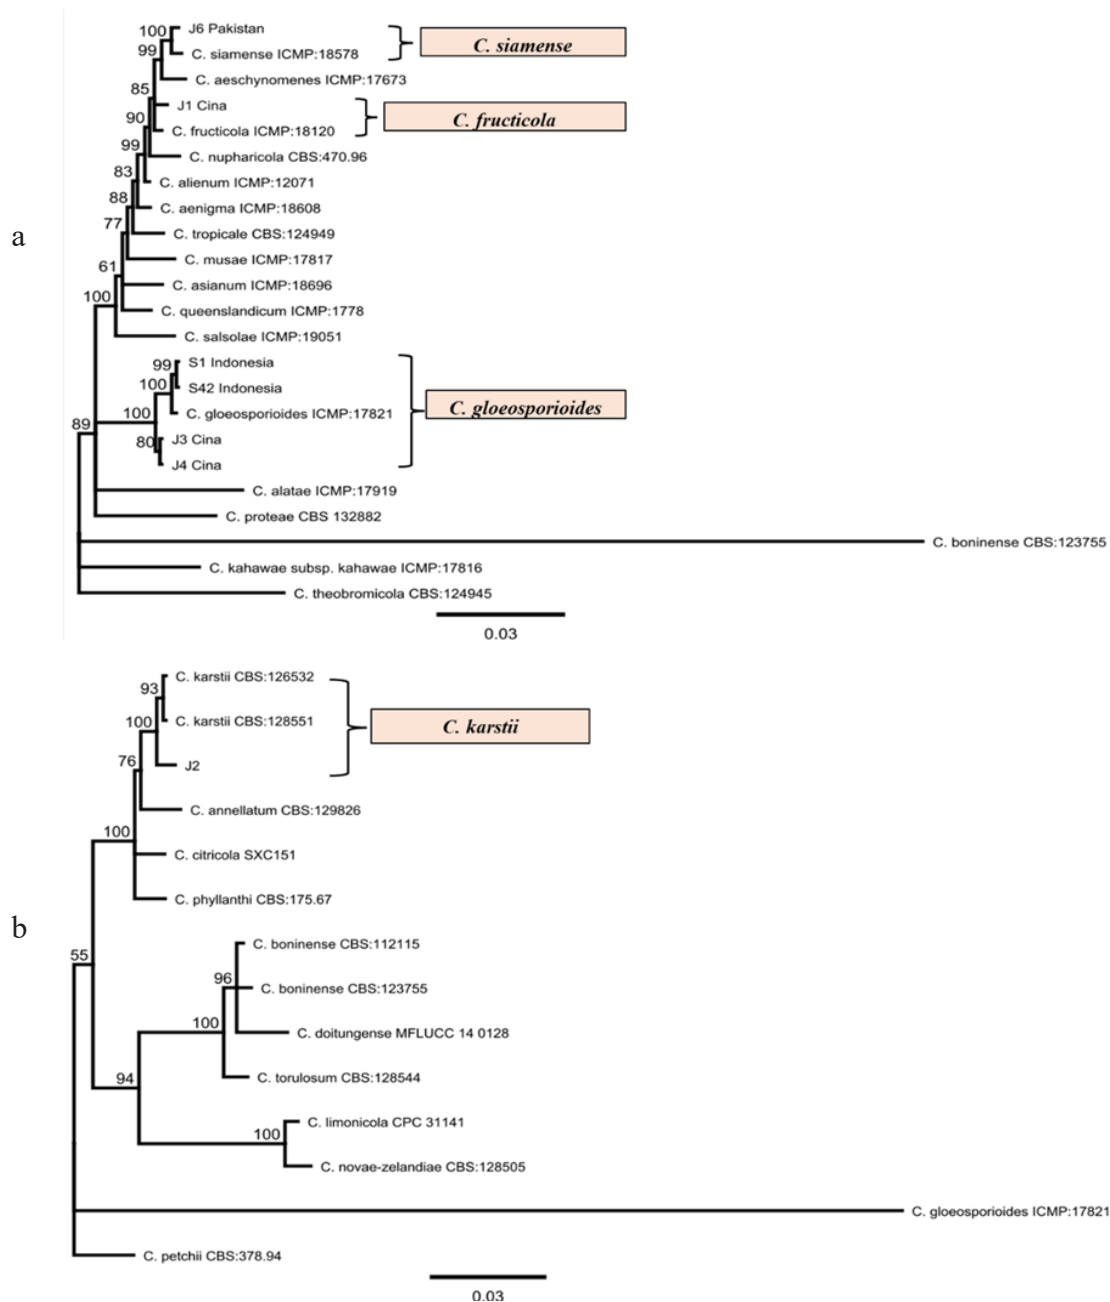 a
100
J6 Pakistan
C. siamense
99
C. siamense ICMP:18578
C. aeschynomenes ICMP:17673
85
J1 Cina
C. fructicola
90
C. fructicola ICMP:18120
99
C. nupharicola CBS:470.96
83
C. alienum ICMP:12071
88
C. aenigma ICMP:18608
77
C. tropicale CBS:124949
C. musae ICMP:17817
61
C. asianum ICMP:18696
100
C. queenslandicum ICMP:1778
C. salsolae ICMP:19051
99
S1 Indonesia
100
S42 Indonesia
C. gloeosporioides
100
C. gloeosporioides ICMP:17821
89
80
J3 Cina
J4 Cina
C. alatae ICMP:17919
C. proteae CBS 132882
C. boninense CBS:123755
C. kahawae subsp. kahawae ICMP:17816
C. theobromicola CBS:124945
0.03
b
C. karstii CBS:126532
93
C. karstii CBS:128551
C. karstii
100
J2
76
C. annellatum CBS:129826
100
C. citricola SXC151
C. phyllanthi CBS:175.67
55
C. boninense CBS:112115
96
C. boninense CBS:123755
100
C. doitungense MFLUCC 14 0128
C. torulosum CBS:128544
94
C. limonicola CPC 31141
100
C. novae-zelandiae CBS:128505
C. gloeosporioides ICMP:17821
C. petchii CBS:378.94
0.03